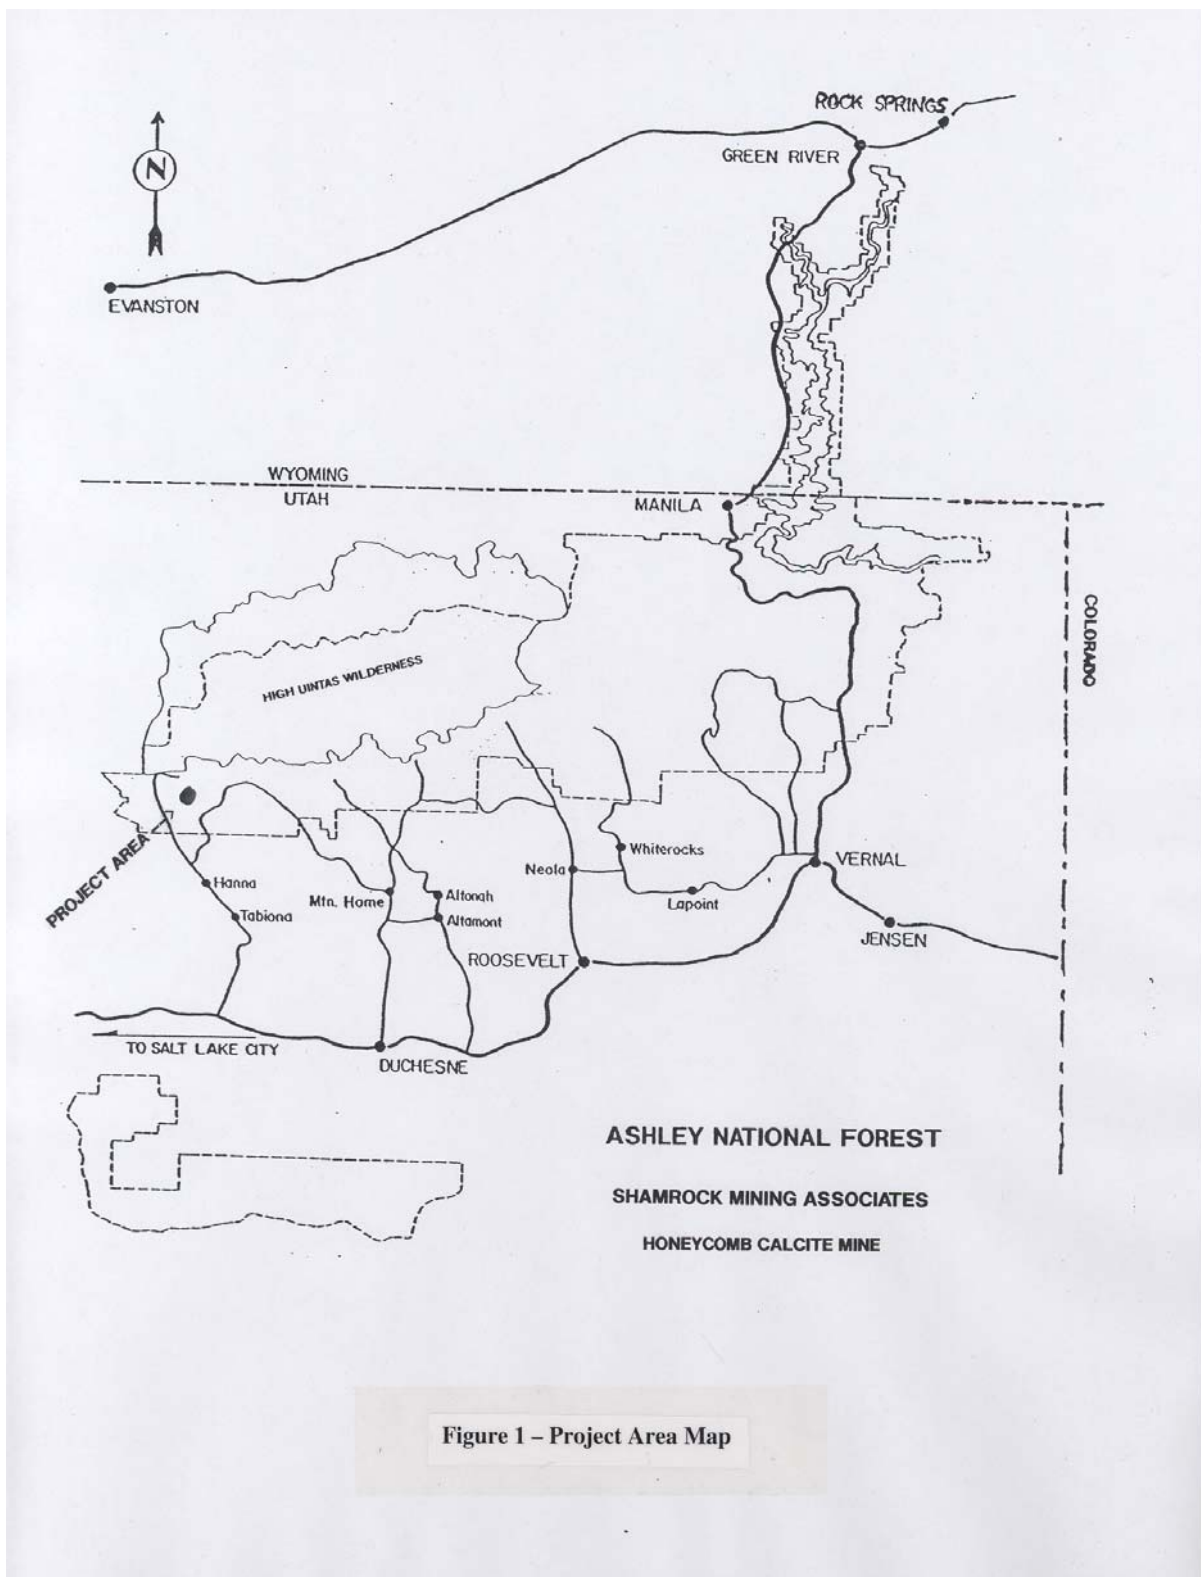 ROCK SPRINGS
GREEN RIVER
N
EVANSTON
WYOMING
UTAH
MANILA
COLORADO
HIGH UINTAS WILDERNESS
PROJECT AREA
Hanna
Tabiona
Mtn. Home
Altonah
Altamont
Neola
Whiterocks
Lapoint
VERNAL
JENSEN
ROOSEVELT
TO SALT LAKE CITY
DUCHESNE
ASHLEY NATIONAL FOREST
SHAMROCK MINING ASSOCIATES
HONEYCOMB CALCITE MINE
Figure 1 – Project Area Map